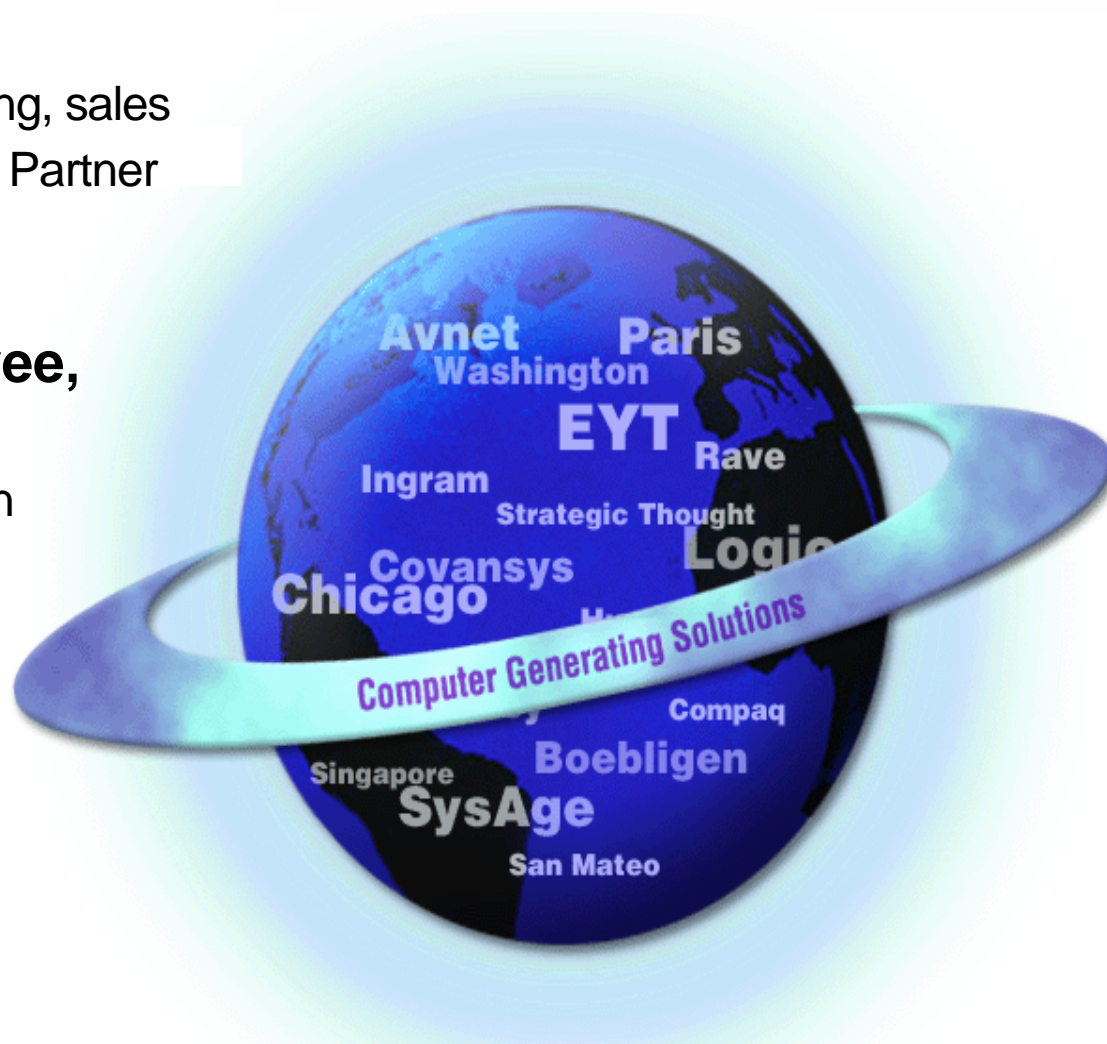 ng, sales
Partner
ee,
n
Avnet
Paris
Washington
EYT
Rave
Ingram
Strategic Thought
Logic
Covansys
Chicago
Computer Generating Solutions
Compaq
Boebligen
Singapore
SysAge
San Mateo